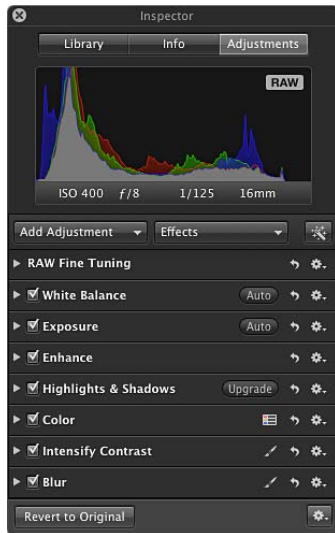 Inspector
Library Info Adjustments
RAW
ISO 400 ƒ/8 1/125 16mm
Add Adjustment Effects
RAW Fine Tuning
White Balance Auto
Exposure Auto
Enhance
Highlights & Shadows Upgrade
Color
Intensify Contrast
Blur
Revert to Original